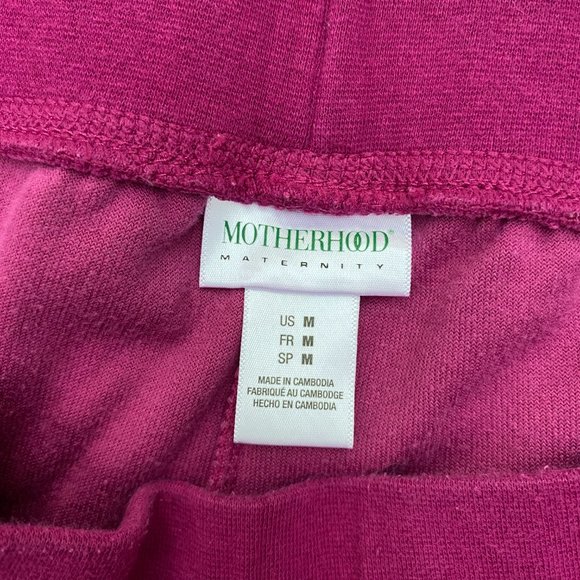 MOTHERHOOD®
MATERNITY
US M
FR M
SP M
MADE IN CAMBODIA
FABRIQUÉ AU CAMBODGE
HECHO EN CAMBODIA